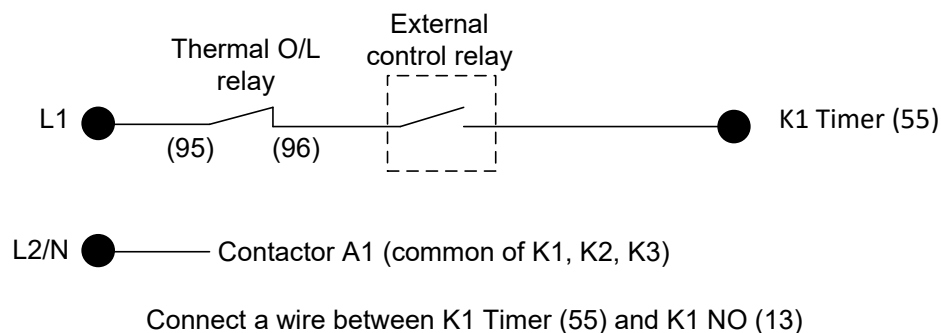 External
control relay
Thermal O/L
relay
L1
K1 Timer (55)
(95)
(96)
L2/N
Contactor A1 (common of K1, K2, K3)
Connect a wire between K1 Timer (55) and K1 NO (13)